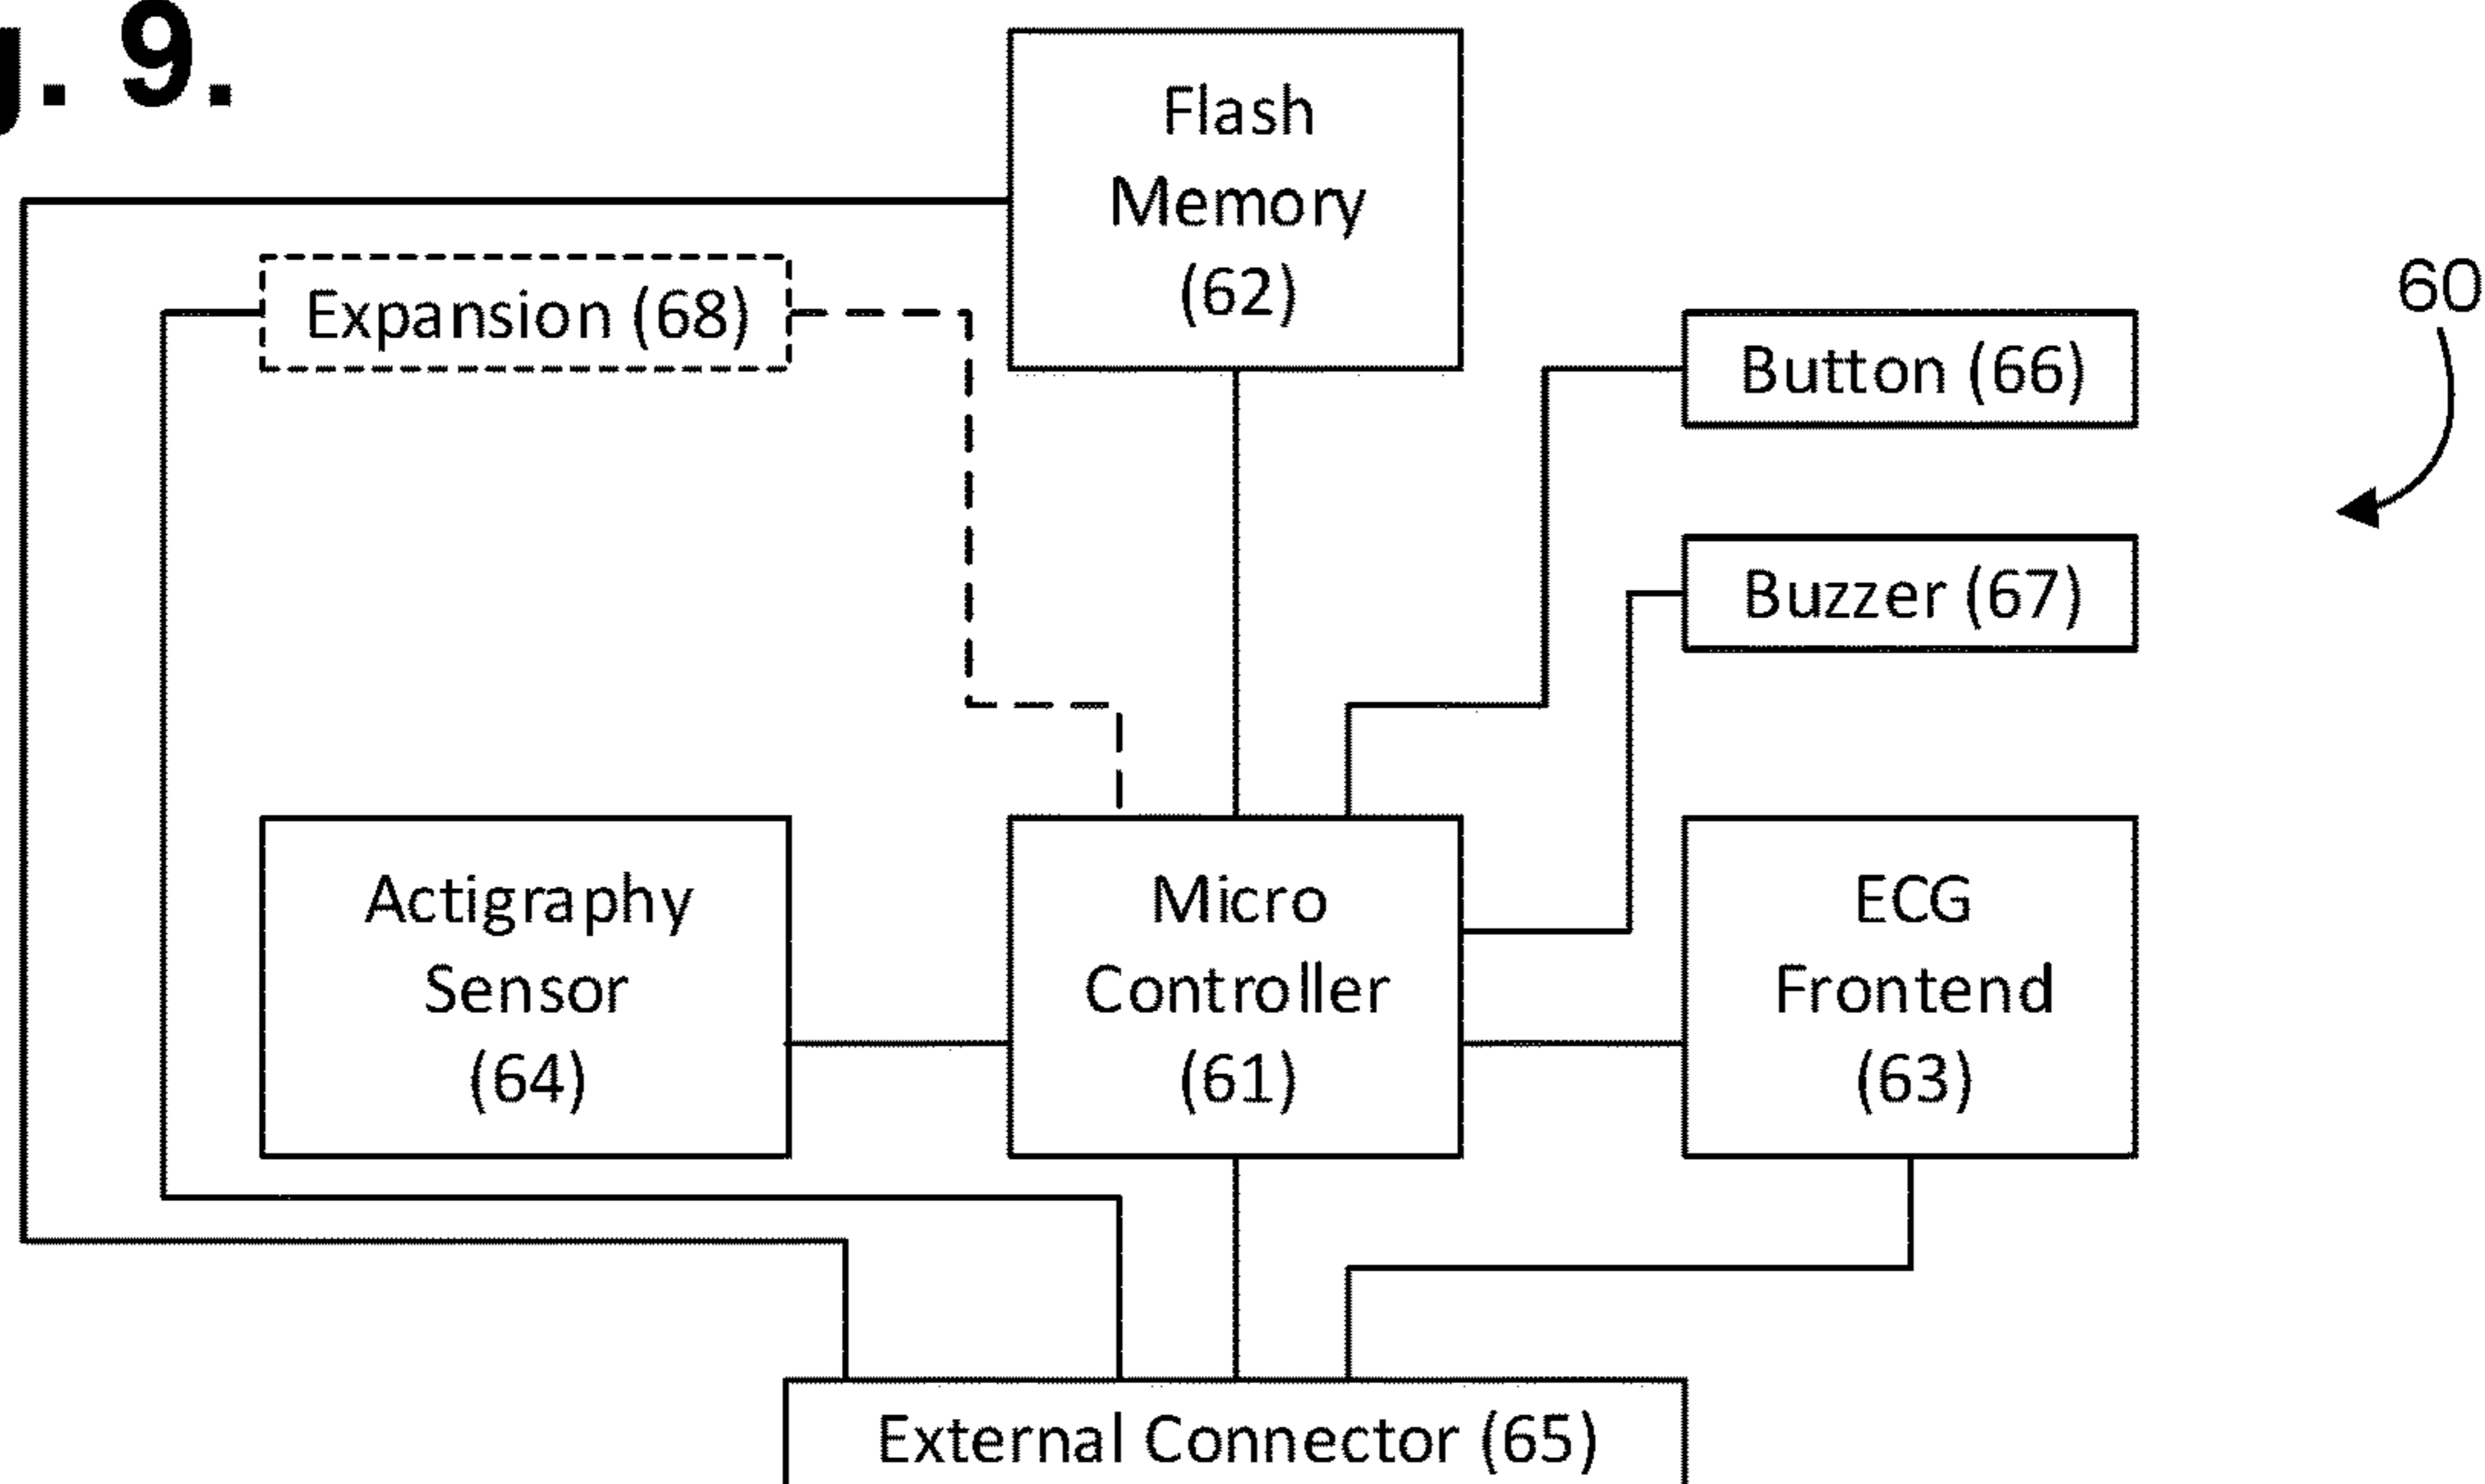 g. 9.
Flash
Memory
(62)
Expansion (68)
60
Button (66)
Buzzer (67)
Actigraphy
Sensor
(64)
Micro
Controller
(61)
ECG
Frontend
(63)
External Connector (65)